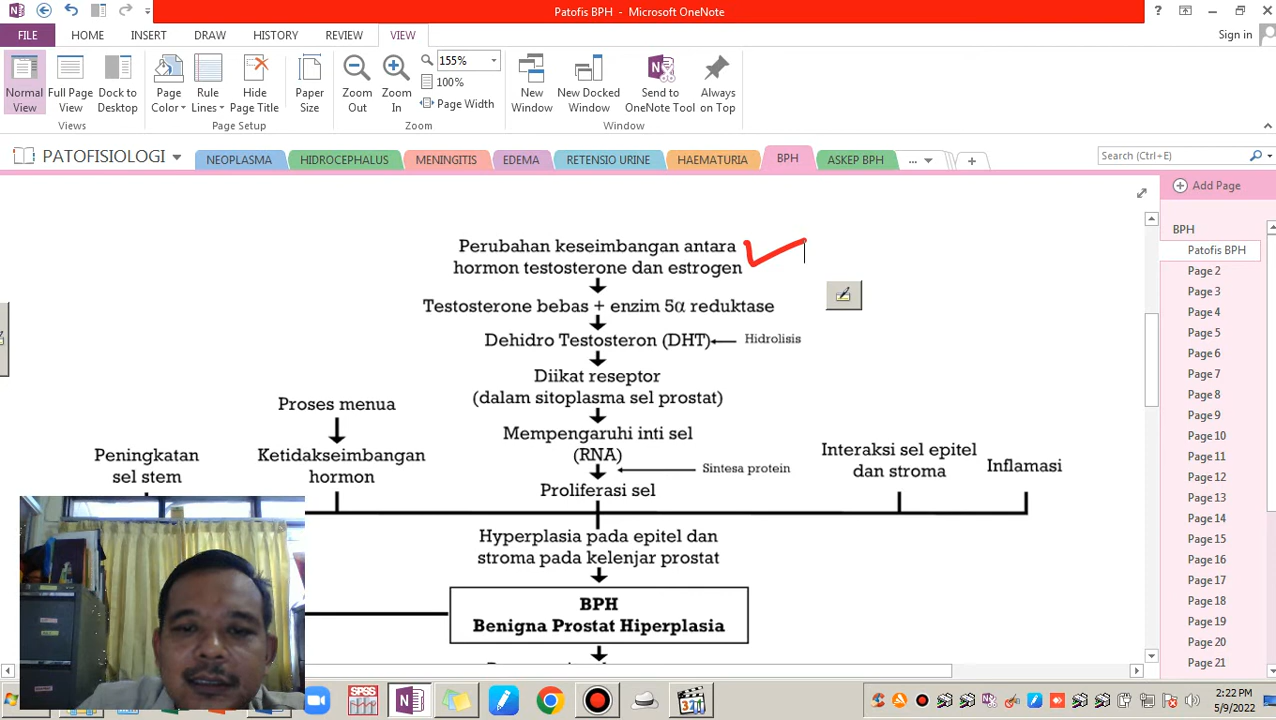 Patofis BPH - Microsoft OneNote
?
FILE
HOME
INSERT
DRAW
HISTORY
REVIEW
VIEW
Sign in
Normal View
Full Page View
Dock to Desktop
Page Color
Rule Lines
Hide Page Title
Paper Size
Zoom Out
Zoom In
155%
100%
Page Width
New Window
New Docked Window
Send to OneNote Tool
Always on Top
Views
Page Setup
Zoom
Window
PATOFISIOLOGI
NEOPLASMA
HIDROCEPHALUS
MENINGITIS
EDEMA
RETENSIO URINE
HAEMATURIA
BPH
ASKEP BPH
...
Search (Ctrl+E)
Add Page
BPH
Patofis BPH
Page 2
Page 3
Page 4
Page 5
Page 6
Page 7
Page 8
Page 9
Page 10
Page 11
Page 12
Page 13
Page 14
Page 15
Page 16
Page 17
Page 18
Page 19
Page 20
Page 21
Perubahan keseimbangan antara
hormon testosterone dan estrogen
Testosterone bebas + enzim 5α reduktase
Dehidro Testosteron (DHT)
Hidrolisis
Diikat reseptor
(dalam sitoplasma sel prostat)
Proses menua
Mempengaruhi inti sel
(RNA)
Peningkatan
sel stem
Ketidakseimbangan
hormon
Sintesa protein
Interaksi sel epitel
dan stroma
Inflamasi
Proliferasi sel
Hyperplasia pada epitel dan
stroma pada kelenjar prostat
BPH
Benigna Prostat Hiperplasia
SPSS
321
2:22 PM
5/9/2022